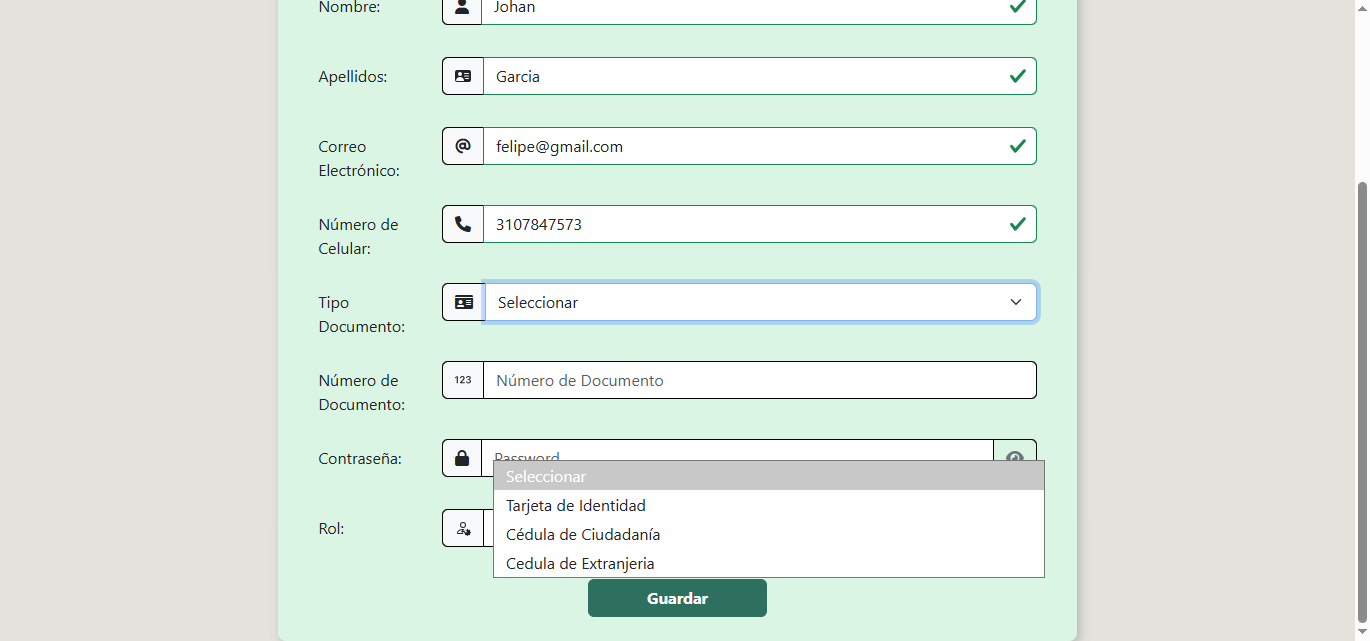 Nombre:
Johan
Apellidos:
Garcia
Correo
Electrónico:
felipe@gmail.com
Número de
Celular:
3107847573
Tipo
Documento:
Seleccionar
Número de
Documento:
123
Número de Documento
Contraseña:
Password
Seleccionar
Tarjeta de Identidad
Cédula de Ciudadanía
Cedula de Extranjeria
Rol:
Guardar